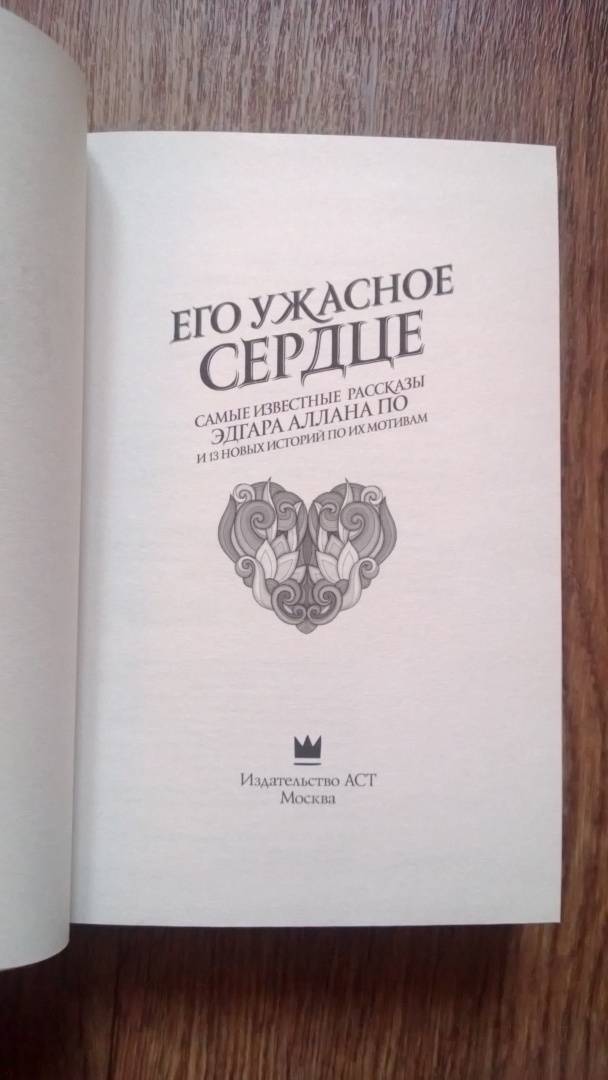 ЕГО УЖАСНОЕ
СЕРДЦЕ
САМЫЕ ИЗВЕСТНЫЕ РАССКАЗЫ
ЭДГАРА АЛЛАНА ПО
И 13 НОВЫХ ИСТОРИЙ ПО ИХ МОТИВАМ
Издательство АСТ
Москва